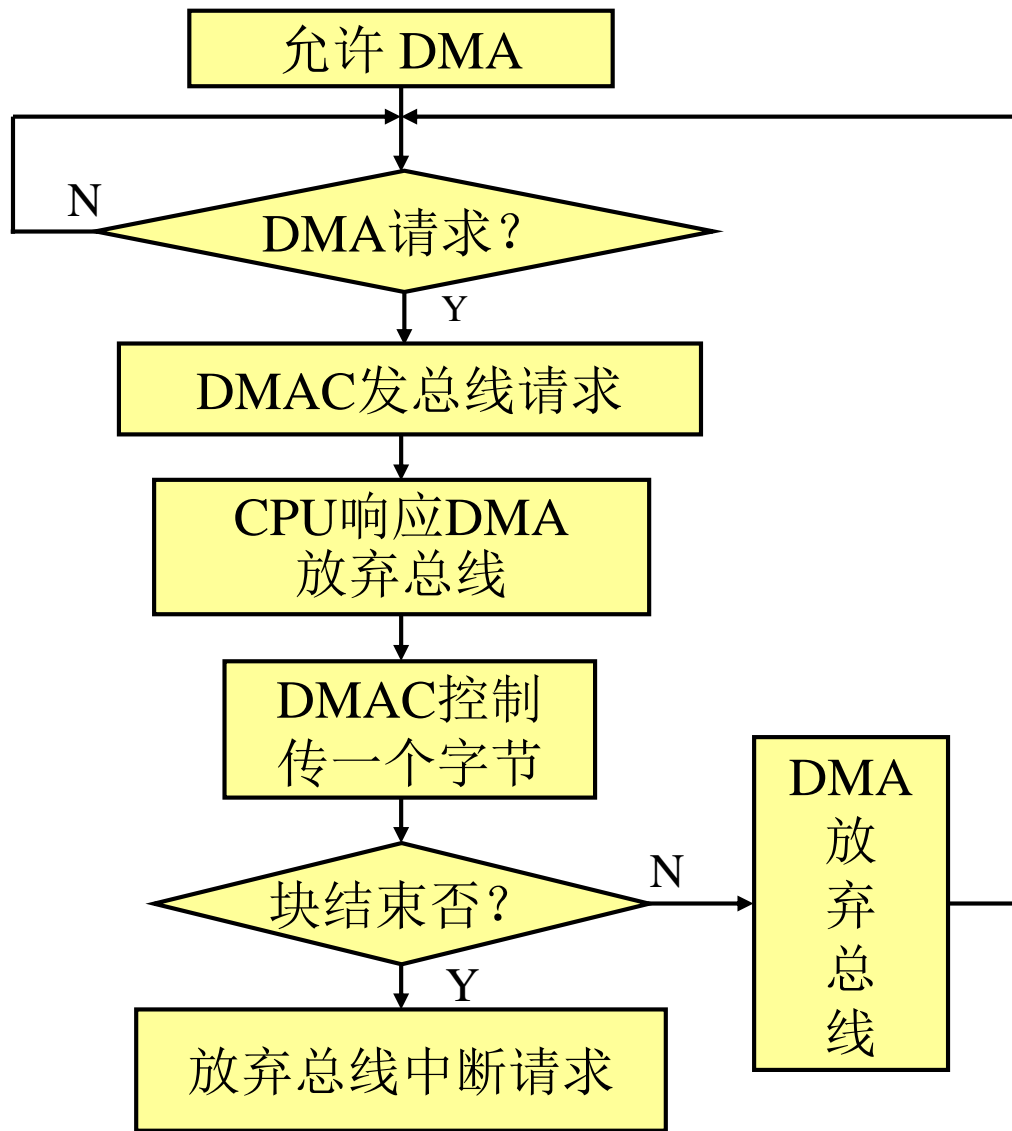 允许 DMA
N
DMA请求？
Y
DMAC发总线请求
CPU响应DMA
放弃总线
DMAC控制
传一个字节
块结束否？
N
DMA
放
弃
总
线
Y
放弃总线中断请求